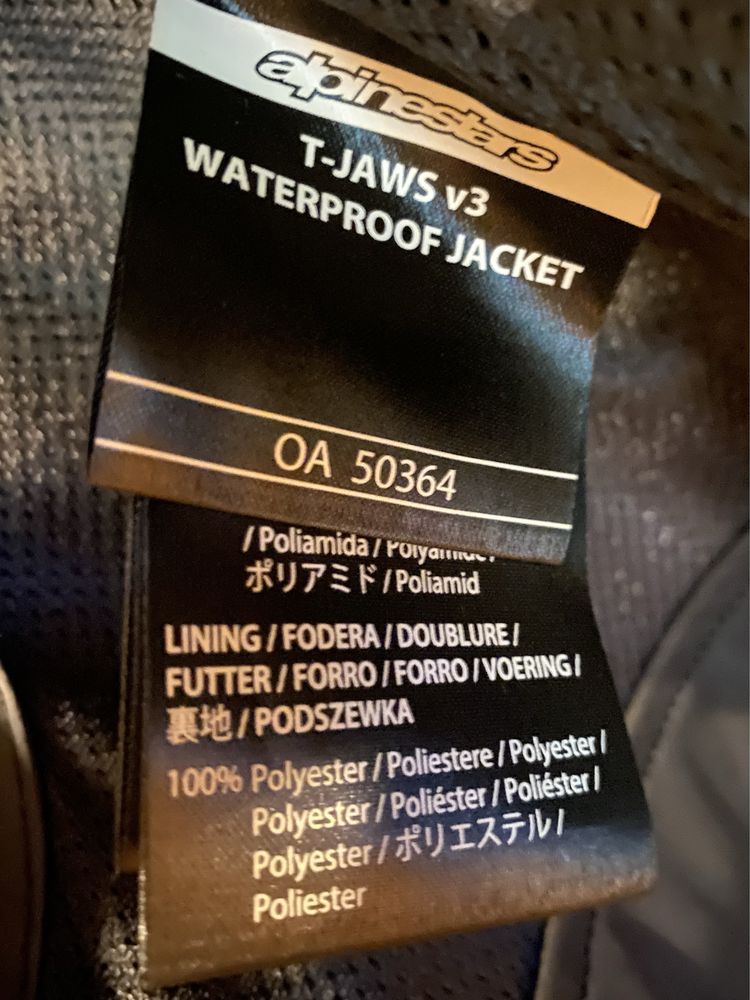 alpinestars
T-JAWS v3
WATERPROOF JACKET
OA 50364
/ Poliamida / Polyamide /
ポリアミド / Poliamid
LINING / FODERA / DOUBLURE /
FUTTER / FORRO / FORRO / VOERING /
裏地 / PODSZEWKA
100% Polyester / Poliestere / Polyester /
Polyester / Poliéster / Poliéster /
Polyester / ポリエステル /
Poliester